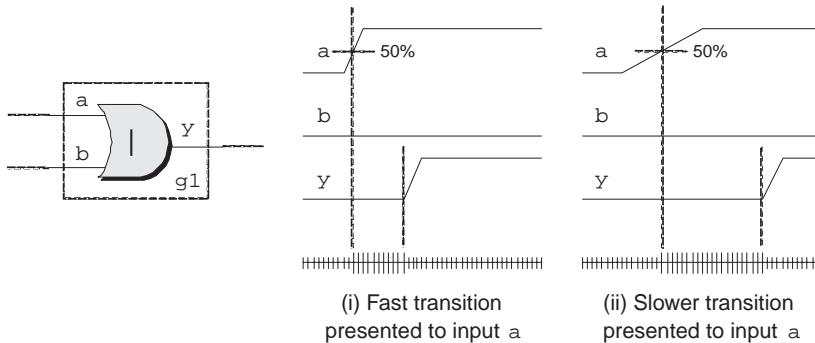 a
b
|
y
g1
a
50%
b
y
(i) Fast transition
presented to input a
a
50%
b
y
(ii) Slower transition
presented to input a